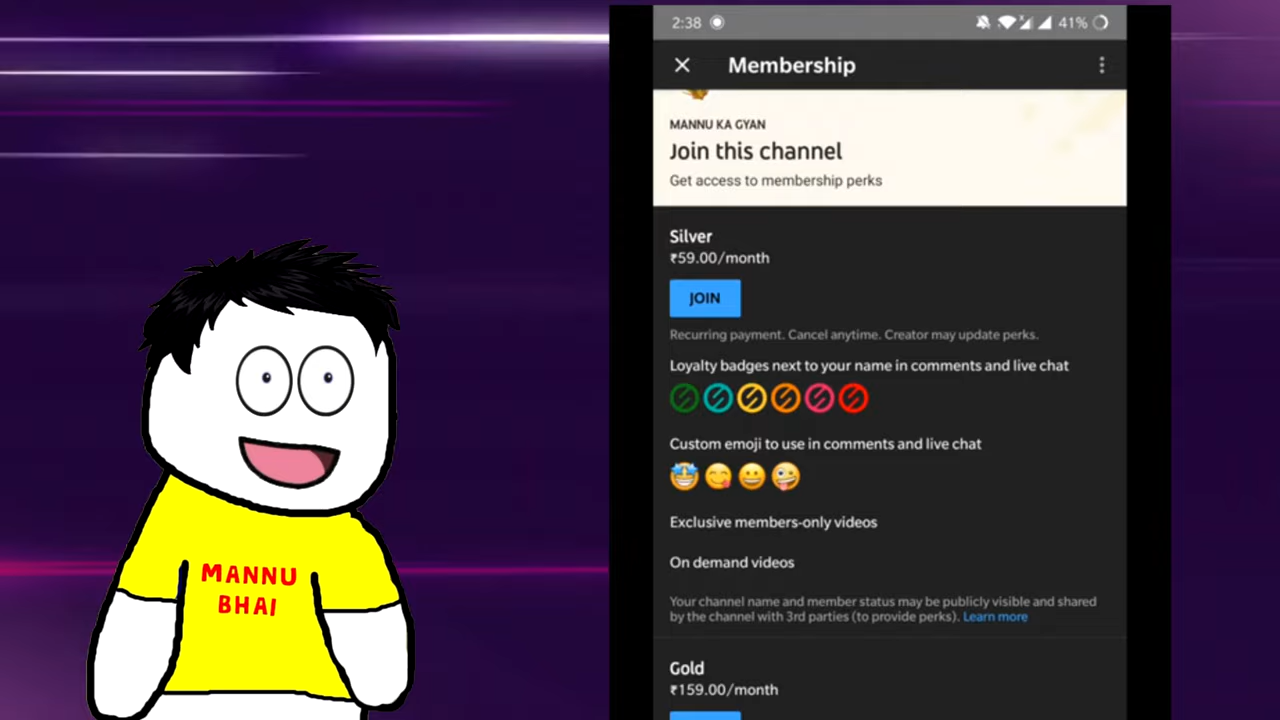 2:38
41%
Membership
MANNU KA GYAN
Join this channel
Get access to membership perks
Silver
₹59.00/month
JOIN
Recurring payment. Cancel anytime. Creator may update perks.
Loyalty badges next to your name in comments and live chat
Custom emoji to use in comments and live chat
Exclusive members-only videos
On demand videos
Your channel name and member status may be publicly visible and shared
by the channel with 3rd parties (to provide perks). Learn more
Gold
₹159.00/month
MANNU
BHAI